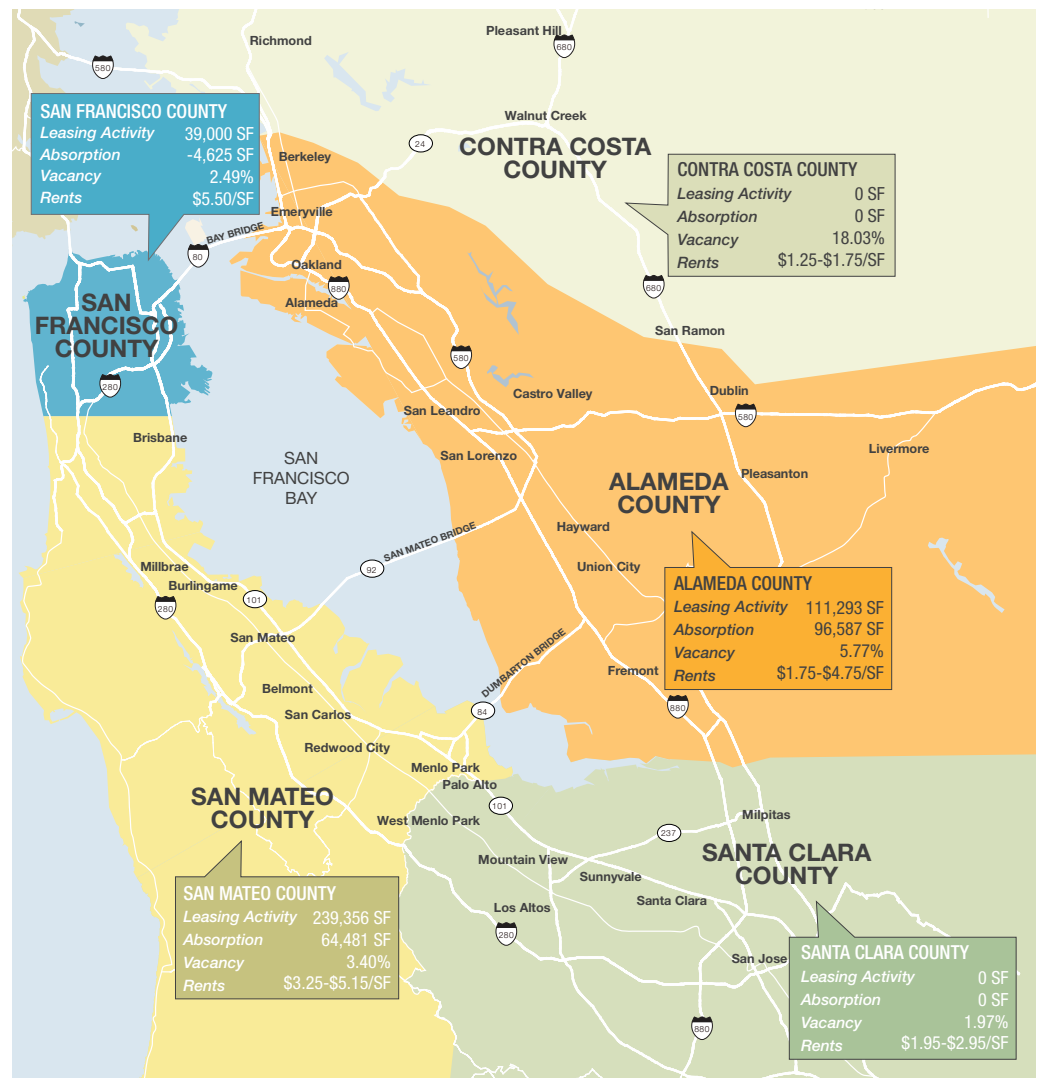 Richmond
Pleasant Hill
680
580
SAN FRANCISCO COUNTY
Leasing Activity 39,000 SF
Absorption -4,625 SF
Vacancy 2.49%
Rents $5.50/SF
Walnut Creek
24
CONTRA COSTA
COUNTY
Berkeley
CONTRA COSTA COUNTY
Leasing Activity 0 SF
Absorption 0 SF
Vacancy 18.03%
Rents $1.25-$1.75/SF
Emeryville
BAY BRIDGE
80
Oakland
880
680
Alameda
SAN
FRANCISCO
COUNTY
San Ramon
580
280
Castro Valley
Dublin
San Leandro
580
Brisbane
San Lorenzo
Livermore
SAN
FRANCISCO
BAY
Pleasanton
ALAMEDA
COUNTY
Hayward
SAN MATEO BRIDGE
92
Union City
Millbrae
Burlingame
280
101
ALAMEDA COUNTY
Leasing Activity 111,293 SF
Absorption 96,587 SF
Vacancy 5.77%
Rents $1.75-$4.75/SF
San Mateo
DUMBARTON BRIDGE
Fremont
Belmont
San Carlos
84
880
Redwood City
Menlo Park
Palo Alto
SAN MATEO
COUNTY
101
West Menlo Park
Milpitas
237
SANTA CLARA
COUNTY
Mountain View
Sunnyvale
SAN MATEO COUNTY
Leasing Activity 239,356 SF
Absorption 64,481 SF
Vacancy 3.40%
Rents $3.25-$5.15/SF
Santa Clara
Los Altos
280
San Jose
SANTA CLARA COUNTY
Leasing Activity 0 SF
Absorption 0 SF
Vacancy 1.97%
Rents $1.95-$2.95/SF
880